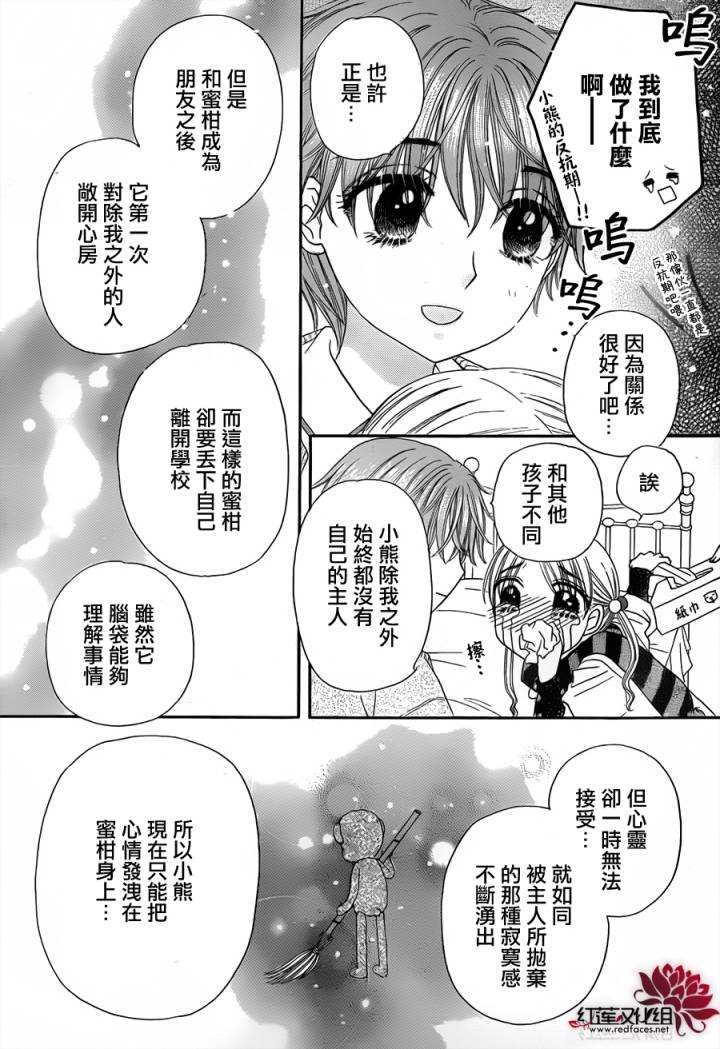 嗚
我到底
做了什麼
啊──
小熊的反抗期──!!
嗚
嗚…
那傢伙一直都是
反抗期吧喂
也許
正是…
因為關係
很好了吧…
誒
和其他
孩子不同
紙巾
擦…
小熊除我之外
始終都沒有
自己的主人
但是
和蜜柑成為
朋友之後
它第一次
對除我之外的人
敞開心房
而這樣的蜜柑
卻要丟下自己
離開學校
雖然它
腦袋能夠
理解事情
但心靈
卻一時無法
接受…
就如同
被主人所拋棄
的那種寂寞感
不斷湧出
所以小熊
現在只能把
心情發洩在
蜜柑身上…
紅蓮汉化组
www.redfaces.net